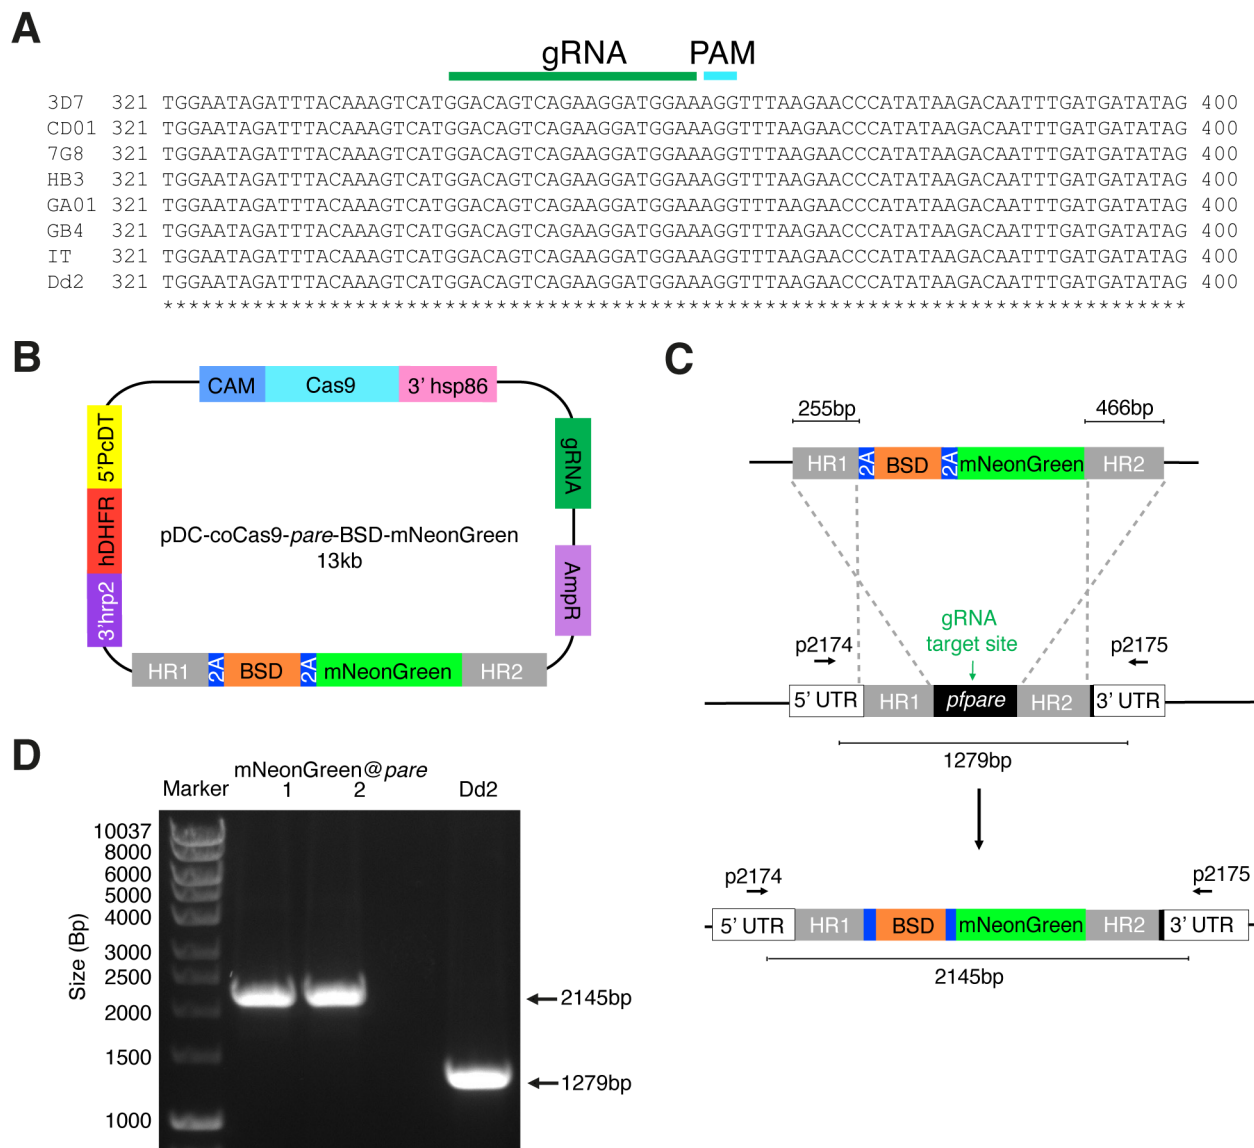 A
gRNA PAM
3D7 321 TGGAATAGATTTACAAAGTCATGGACAGTCAGAAGGATGGAAAGGTTTAAGAACCCATATAAGACAATTTGATGATATAG 400
CD01 321 TGGAATAGATTTACAAAGTCATGGACAGTCAGAAGGATGGAAAGGTTTAAGAACCCATATAAGACAATTTGATGATATAG 400
7G8 321 TGGAATAGATTTACAAAGTCATGGACAGTCAGAAGGATGGAAAGGTTTAAGAACCCATATAAGACAATTTGATGATATAG 400
HB3 321 TGGAATAGATTTACAAAGTCATGGACAGTCAGAAGGATGGAAAGGTTTAAGAACCCATATAAGACAATTTGATGATATAG 400
GA01 321 TGGAATAGATTTACAAAGTCATGGACAGTCAGAAGGATGGAAAGGTTTAAGAACCCATATAAGACAATTTGATGATATAG 400
GB4 321 TGGAATAGATTTACAAAGTCATGGACAGTCAGAAGGATGGAAAGGTTTAAGAACCCATATAAGACAATTTGATGATATAG 400
IT 321 TGGAATAGATTTACAAAGTCATGGACAGTCAGAAGGATGGAAAGGTTTAAGAACCCATATAAGACAATTTGATGATATAG 400
Dd2 321 TGGAATAGATTTACAAAGTCATGGACAGTCAGAAGGATGGAAAGGTTTAAGAACCCATATAAGACAATTTGATGATATAG 400
********************************************************************************
B
CAM Cas9 3' hsp86
5'PcDT
hDHFR
3'hrp2
gRNA
AmpR
pDC-coCas9-pare-BSD-mNeonGreen
13kb
HR1 2A BSD 2A mNeonGreen HR2
C
255bp 466bp
HR1 2A BSD 2A mNeonGreen HR2
gRNA
target site
p2174 p2175
5' UTR HR1 pfpare HR2 3' UTR
1279bp
p2174 p2175
5' UTR HR1 BSD mNeonGreen HR2 3' UTR
2145bp
D
mNeonGreen@pare
Marker 1 2 Dd2
Size (Bp)
10037
8000
6000
5000
4000
3000
2500
2000
1500
1000
2145bp
1279bp